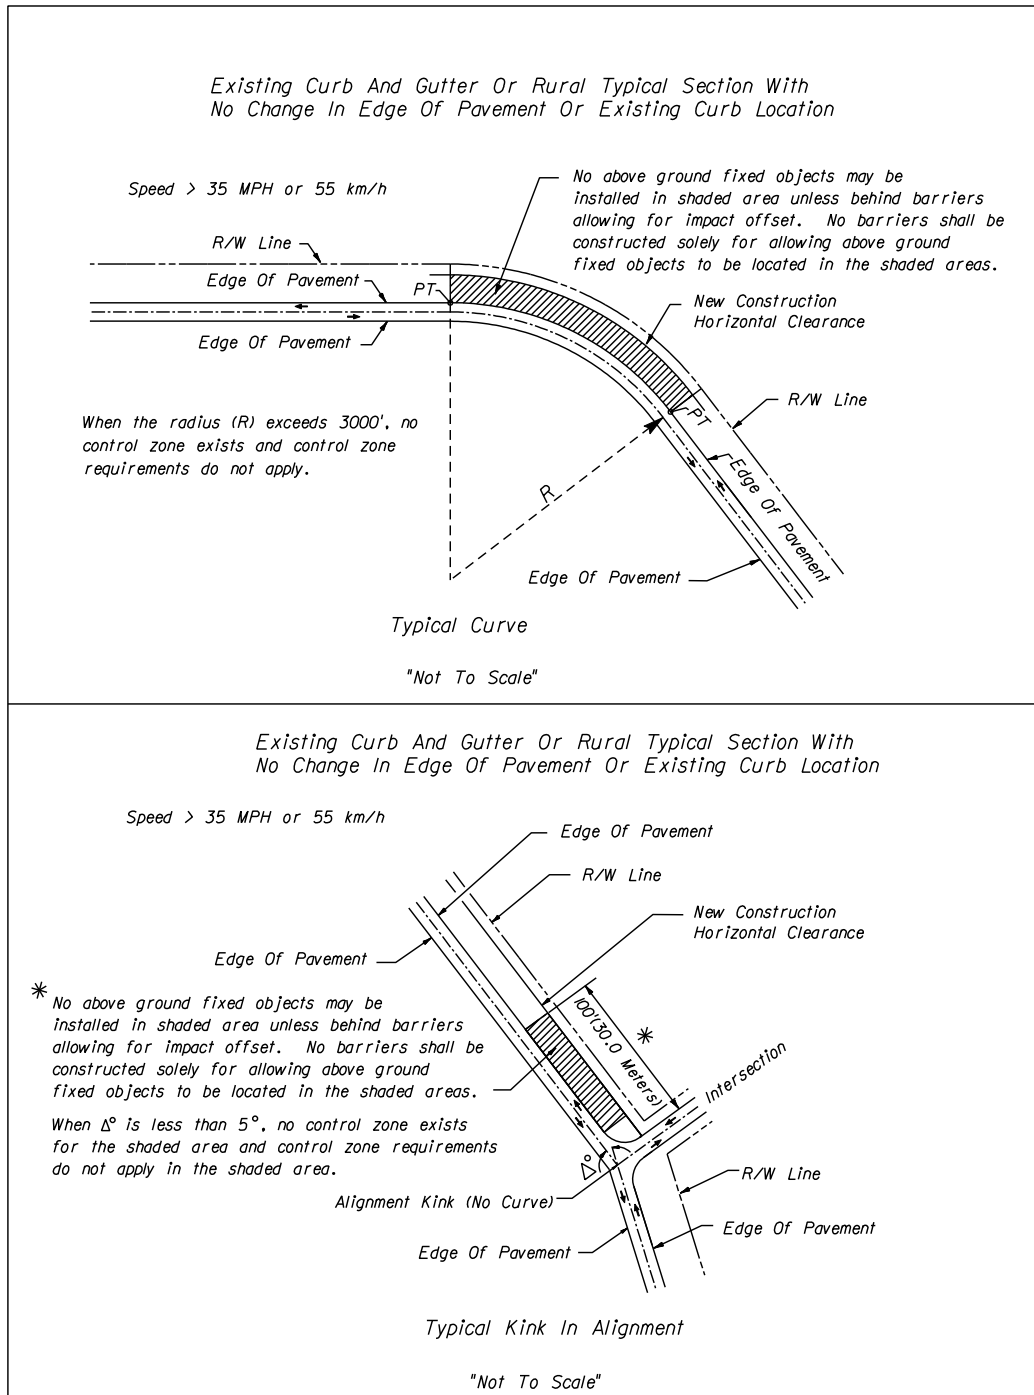 Existing Curb And Gutter Or Rural Typical Section With
No Change In Edge Of Pavement Or Existing Curb Location
Speed > 35 MPH or 55 km/h
No above ground fixed objects may be
installed in shaded area unless behind barriers
allowing for impact offset. No barriers shall be
constructed solely for allowing above ground
fixed objects to be located in the shaded areas.
R/W Line
Edge Of Pavement
PT
New Construction
Horizontal Clearance
Edge Of Pavement
R/W Line
PT
When the radius (R) exceeds 3000', no
control zone exists and control zone
requirements do not apply.
Edge Of Pavement
R
Edge Of Pavement
Typical Curve
"Not To Scale"
Existing Curb And Gutter Or Rural Typical Section With
No Change In Edge Of Pavement Or Existing Curb Location
Speed > 35 MPH or 55 km/h
Edge Of Pavement
R/W Line
New Construction
Horizontal Clearance
Edge Of Pavement
* No above ground fixed objects may be
installed in shaded area unless behind barriers
allowing for impact offset. No barriers shall be
constructed solely for allowing above ground
fixed objects to be located in the shaded areas.
100'(30.0 Meters)
*
Intersection
When Δ° is less than 5°, no control zone exists
for the shaded area and control zone requirements
do not apply in the shaded area.
Δ°
R/W Line
Alignment Kink (No Curve)
Edge Of Pavement
Edge Of Pavement
Typical Kink In Alignment
"Not To Scale"